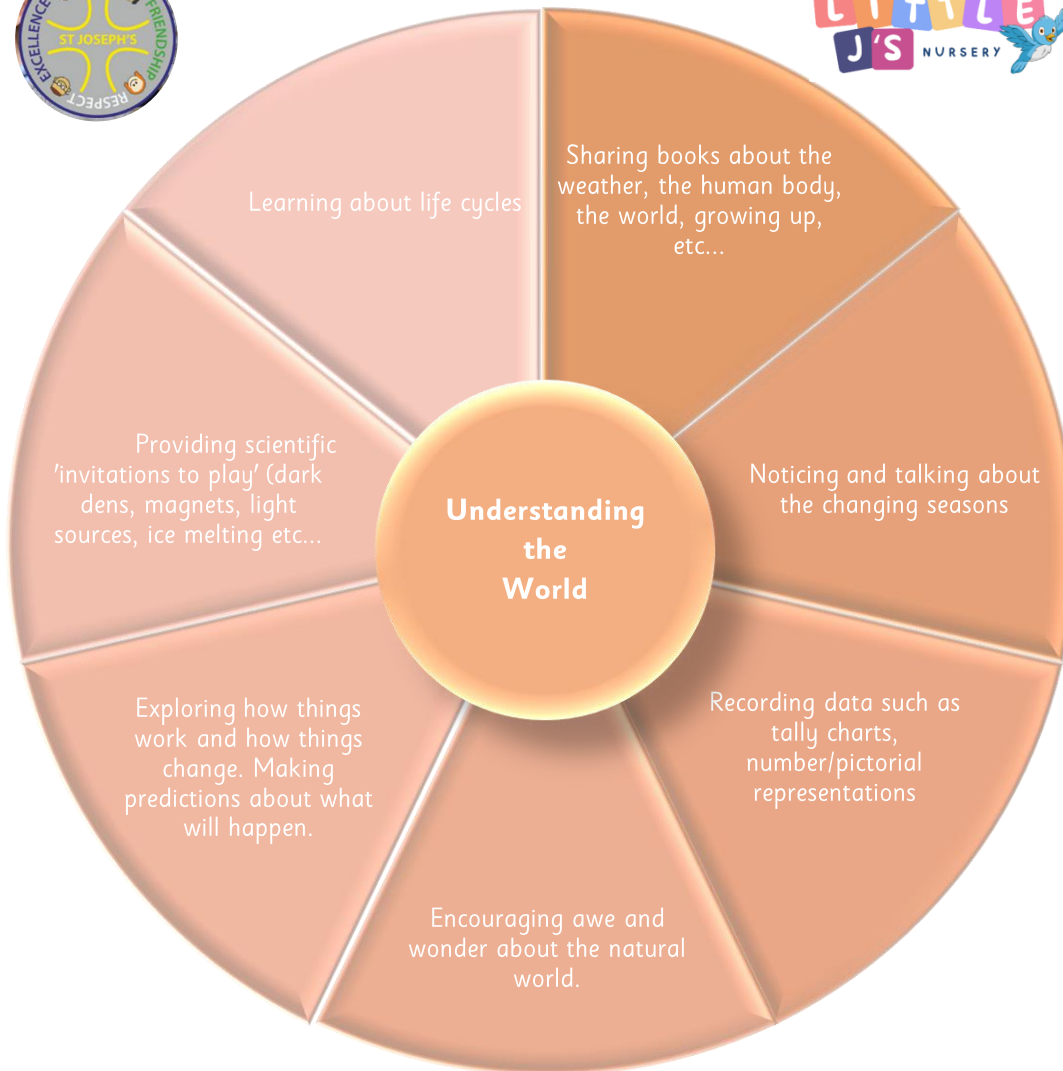 EXCELLENCE
FRIENDSHIP
ST JOSEPH'S
RESPECT
LITTLE
J'S NURSERY
Learning about life cycles
Sharing books about the
weather, the human body,
the world, growing up,
etc...
Noticing and talking about
the changing seasons
Recording data such as
tally charts,
number/pictorial
representations
Encouraging awe and
wonder about the natural
world.
Exploring how things
work and how things
change. Making
predictions about what
will happen.
Providing scientific
'invitations to play' (dark
dens, magnets, light
sources, ice melting etc...
Understanding
the
World